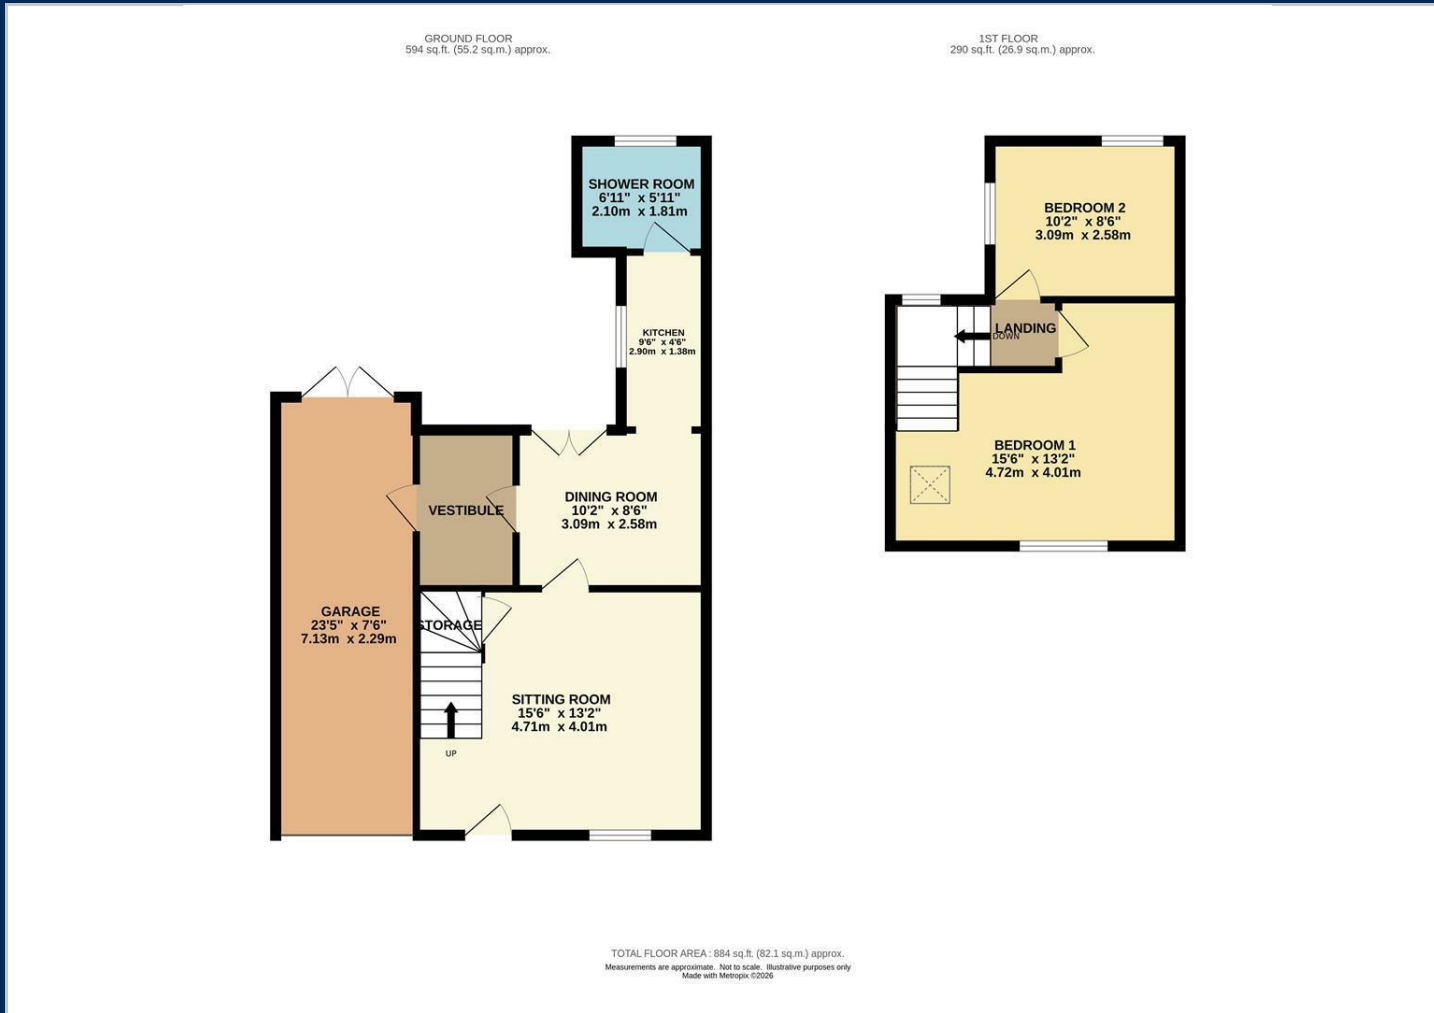 GROUND FLOOR
594 sq.ft. (55.2 sq.m.) approx.
1ST FLOOR
290 sq.ft. (26.9 sq.m.) approx.
SHOWER ROOM
6'11" x 5'11"
2.10m x 1.81m
KITCHEN
9'6" x 4'6"
2.90m x 1.38m
VESTIBULE
DINING ROOM
10'2" x 8'6"
3.09m x 2.58m
GARAGE
23'5" x 7'6"
7.13m x 2.29m
STORAGE
SITTING ROOM
15'6" x 13'2"
4.71m x 4.01m
UP
BEDROOM 2
10'2" x 8'6"
3.09m x 2.58m
LANDING
DOWN
BEDROOM 1
15'6" x 13'2"
4.72m x 4.01m
TOTAL FLOOR AREA : 884 sq.ft. (82.1 sq.m.) approx.
Measurements are approximate. Not to scale. Illustrative purposes only
Made with Metropix ©2026